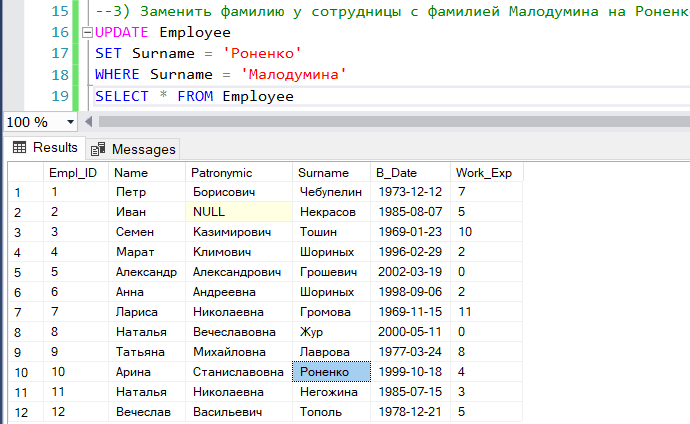 15 --3) Заменить фамилию у сотрудницы с фамилией Малодумина на Роненк
16 UPDATE Employee
17 SET Surname = 'Роненко'
18 WHERE Surname = 'Малодумина'
19 SELECT * FROM Employee
100 %
Results Messages
Empl_ID Name Patronymic Surname B_Date Work_Exp
1 1 Петр Борисович Чебупелин 1973-12-12 7
2 2 Иван NULL Некрасов 1985-08-07 5
3 3 Семен Казимирович Тошин 1969-01-23 10
4 4 Марат Климович Шориных 1996-02-29 2
5 5 Александр Александрович Грошевич 2002-03-19 0
6 6 Анна Андреевна Шориных 1998-09-06 2
7 7 Лариса Николаевна Громова 1969-11-15 11
8 8 Наталья Вечеславовна Жур 2000-05-11 0
9 9 Татьяна Михайловна Лаврова 1977-03-24 8
10 10 Арина Станиславовна Роненко 1999-10-18 4
11 11 Наталья Николаевна Негожина 1985-07-15 3
12 12 Вечеслав Васильевич Тополь 1978-12-21 5